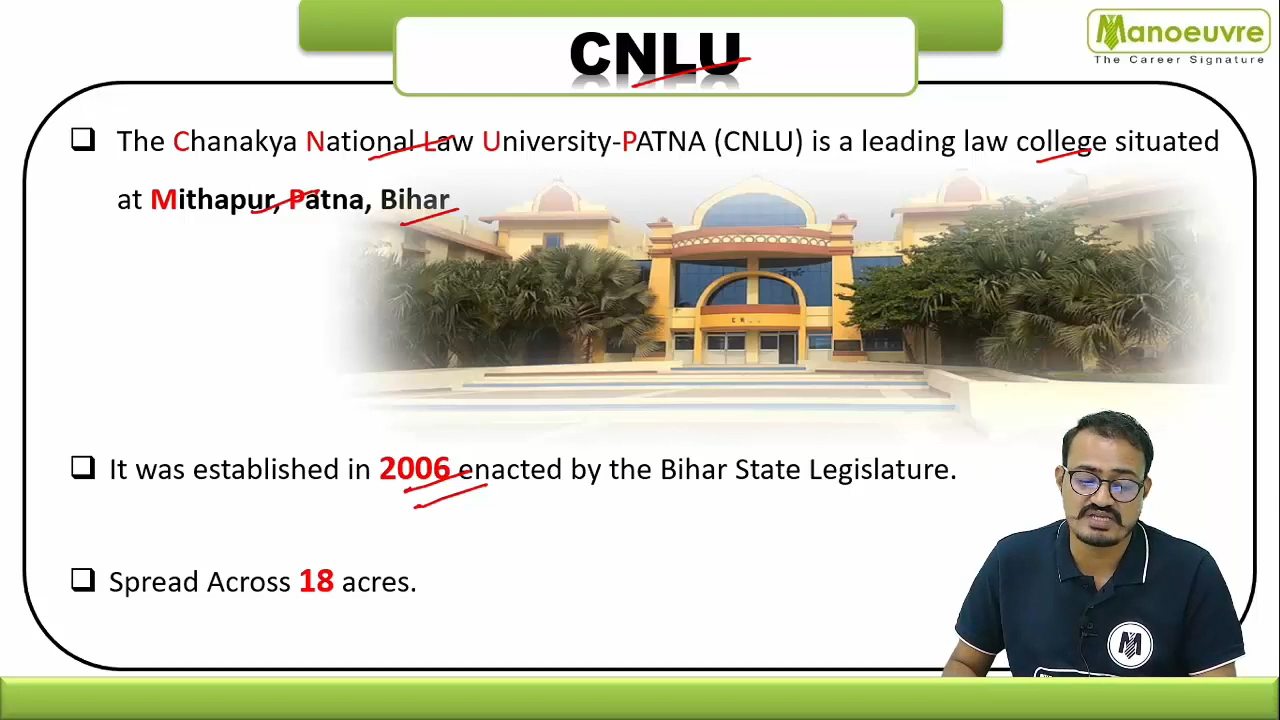 CNLU
Manoeuvre
The Career Signature
❑ The Chanakya National Law University-PATNA (CNLU) is a leading law college situated
at Mithapur, Patna, Bihar
❑ It was established in 2006 enacted by the Bihar State Legislature.
❑ Spread Across 18 acres.
M